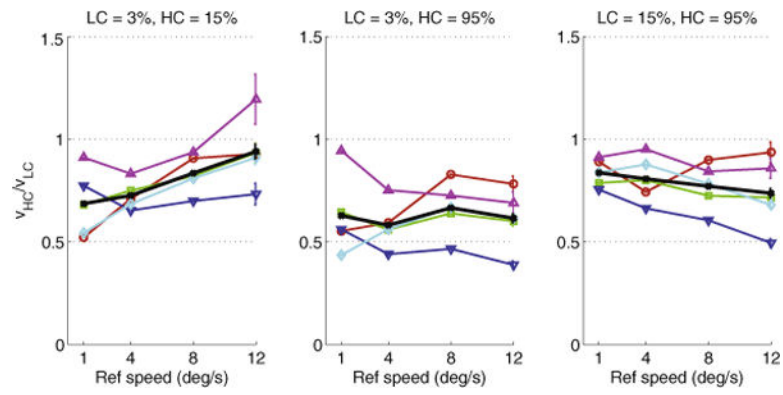 LC = 3%, HC = 15%
LC = 3%, HC = 95%
LC = 15%, HC = 95%
v_HC/v_LC
1.5
1
0.5
0
1 4 8 12
Ref speed (deg/s)
1.5
1
0.5
0
1 4 8 12
Ref speed (deg/s)
1.5
1
0.5
0
1 4 8 12
Ref speed (deg/s)